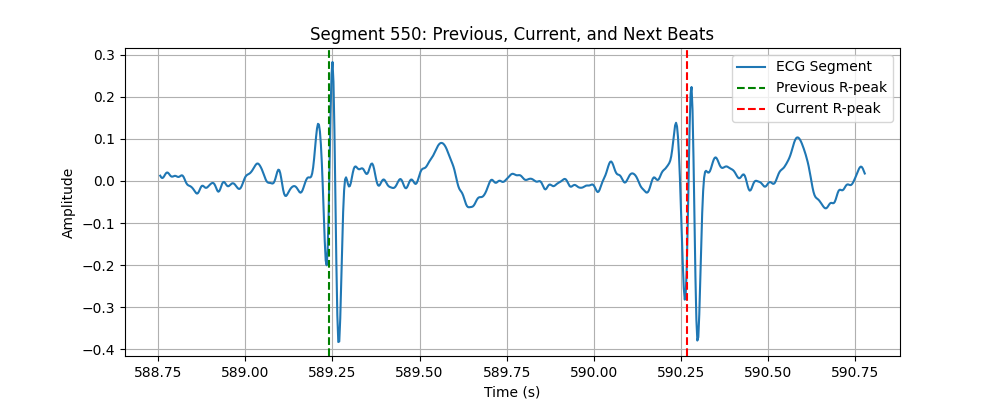 Segment 550: Previous, Current, and Next Beats
ECG Segment
Previous R-peak
Current R-peak
Amplitude
0.3
0.2
0.1
0.0
−0.1
−0.2
−0.3
−0.4
588.75 589.00 589.25 589.50 589.75 590.00 590.25 590.50 590.75
Time (s)